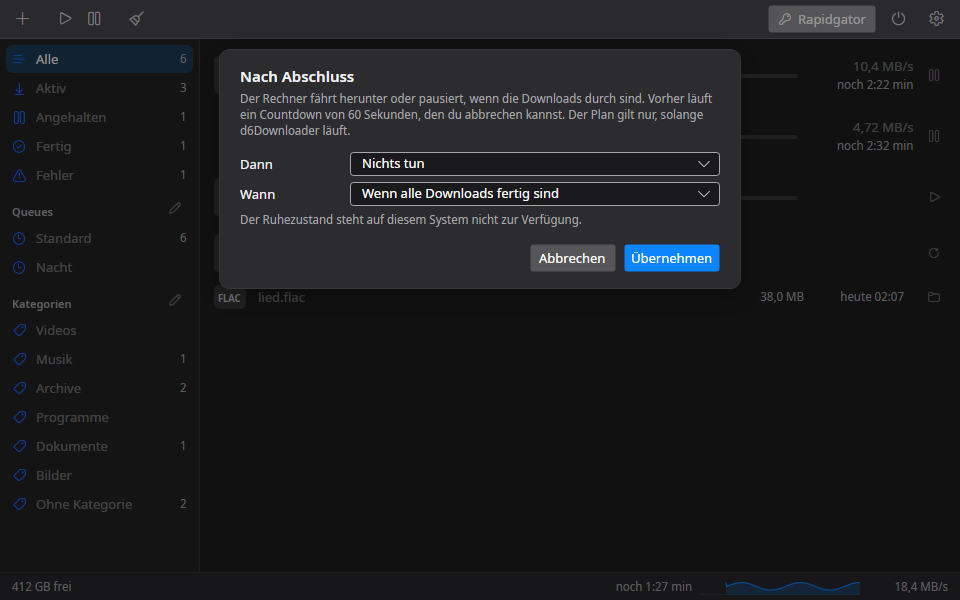 Rapidgator
Alle 6
Aktiv 3
Angehalten 1
Fertig 1
Fehler 1
Queues
Standard 6
Nacht
Kategorien
Videos
Musik 1
Archive 2
Programme
Dokumente 1
Bilder
Ohne Kategorie 2
Nach Abschluss
Der Rechner fährt herunter oder pausiert, wenn die Downloads durch sind. Vorher läuft
ein Countdown von 60 Sekunden, den du abbrechen kannst. Der Plan gilt nur, solange
d6Downloader läuft.
Dann Nichts tun
Wann Wenn alle Downloads fertig sind
Der Ruhezustand steht auf diesem System nicht zur Verfügung.
Abbrechen Übernehmen
10,4 MB/s
noch 2:22 min
4,72 MB/s
noch 2:32 min
FLAC lied.flac 38,0 MB heute 02:07
412 GB frei noch 1:27 min 18,4 MB/s